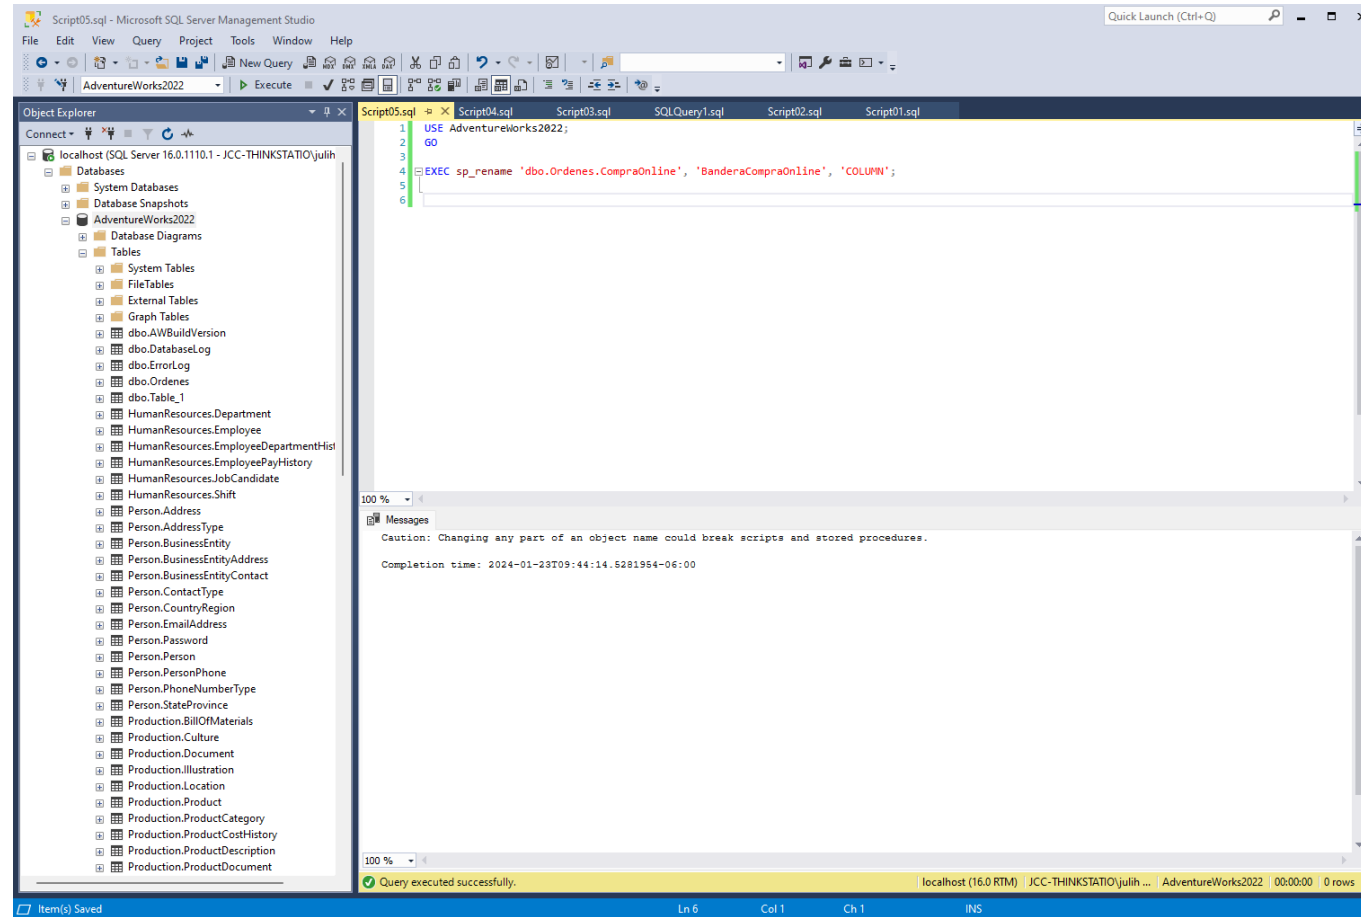 Script05.sql - Microsoft SQL Server Management Studio
Quick Launch (Ctrl+Q)
File Edit View Query Project Tools Window Help
New Query
AdventureWorks2022 Execute
Object Explorer
Connect
localhost (SQL Server 16.0.1110.1 - JCC-THINKSTATIO\julih
Databases
System Databases
Database Snapshots
AdventureWorks2022
Database Diagrams
Tables
System Tables
FileTables
External Tables
Graph Tables
dbo.AWBuildVersion
dbo.DatabaseLog
dbo.ErrorLog
dbo.Ordenes
dbo.Table_1
HumanResources.Department
HumanResources.Employee
HumanResources.EmployeeDepartmentHist
HumanResources.EmployeePayHistory
HumanResources.JobCandidate
HumanResources.Shift
Person.Address
Person.AddressType
Person.BusinessEntity
Person.BusinessEntityAddress
Person.BusinessEntityContact
Person.ContactType
Person.CountryRegion
Person.EmailAddress
Person.Password
Person.Person
Person.PersonPhone
Person.PhoneNumberType
Person.StateProvince
Production.BillOfMaterials
Production.Culture
Production.Document
Production.Illustration
Production.Location
Production.Product
Production.ProductCategory
Production.ProductCostHistory
Production.ProductDescription
Production.ProductDocument
Script05.sql Script04.sql Script03.sql SQLQuery1.sql Script02.sql Script01.sql
1 USE AdventureWorks2022;
2 GO
3
4 EXEC sp_rename 'dbo.Ordenes.CompraOnline', 'BanderaCompraOnline', 'COLUMN';
5
6
100 %
Messages
Caution: Changing any part of an object name could break scripts and stored procedures.
Completion time: 2024-01-23T09:44:14.5281954-06:00
100 %
Query executed successfully. localhost (16.0 RTM) JCC-THINKSTATIO\julih ... AdventureWorks2022 00:00:00 0 rows
Item(s) Saved Ln 6 Col 1 Ch 1 INS